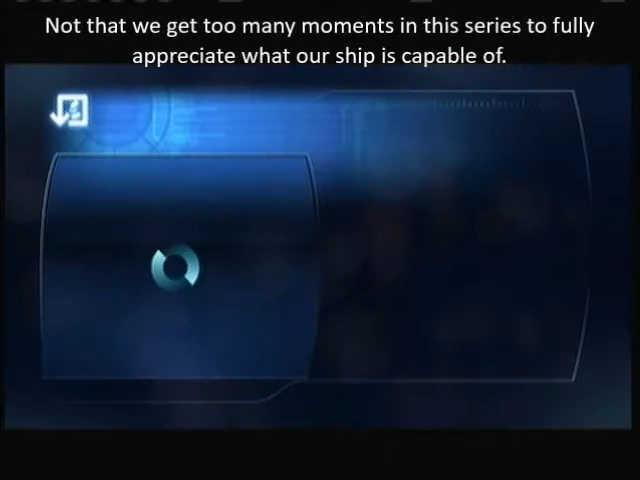 Not that we get too many moments in this series to fully
appreciate what our ship is capable of.